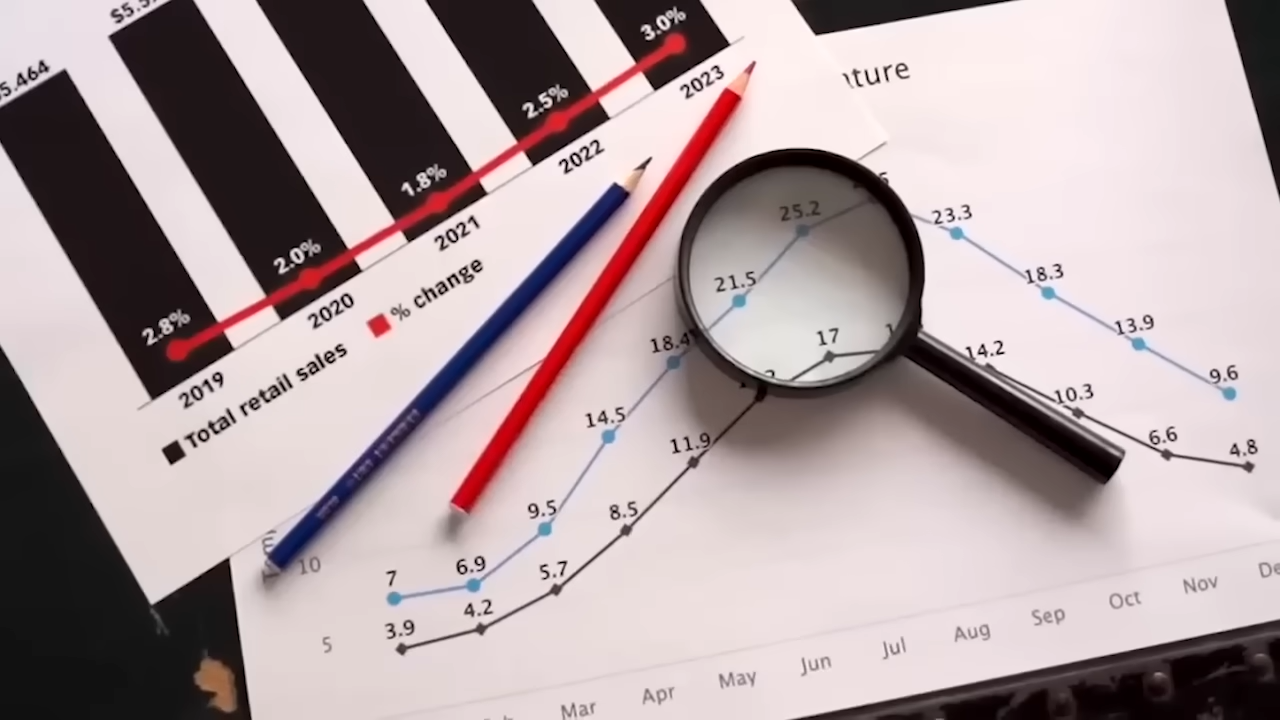 5.464
$5.5
2.8%
2.0%
1.8%
2.5%
3.0%
2019
2020
2021
2022
2023
Total retail sales
% change
ature
25.2
23.3
21.5
18.3
18.4
17
13.9
14.5
14.2
9.6
11.9
10.3
6.6
4.8
9.5
8.5
7
6.9
5.7
4.2
3.9
10
5
Mar
Apr
May
Jun
Jul
Aug
Sep
Oct
Nov
De